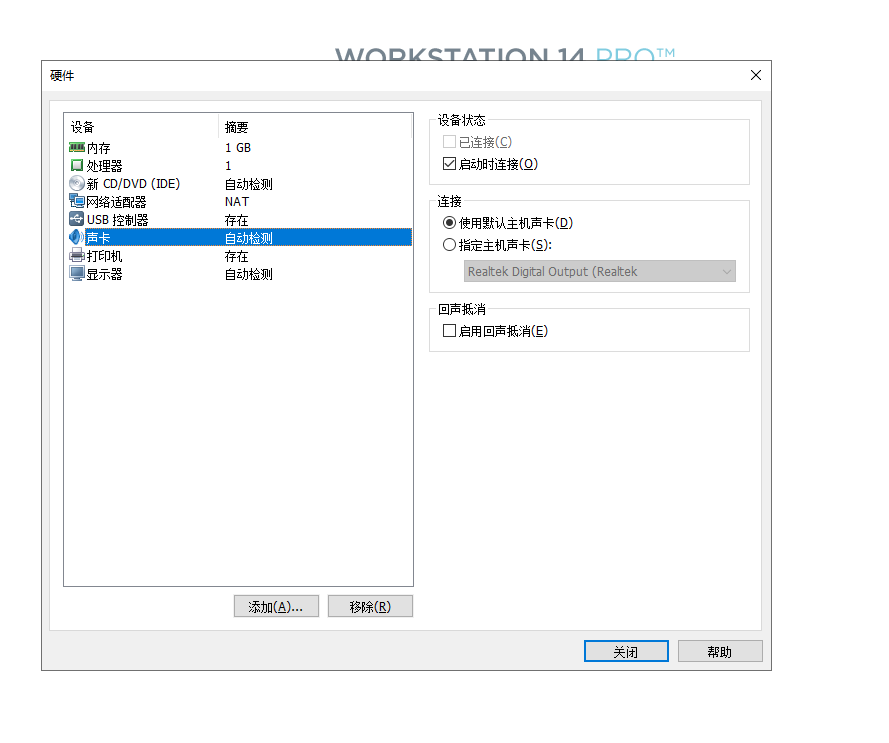 WORKSTATION 14 PRO™
硬件
设备 摘要
内存 1 GB
处理器 1
新 CD/DVD (IDE) 自动检测
网络适配器 NAT
USB 控制器 存在
声卡 自动检测
打印机 存在
显示器 自动检测
添加(A)... 移除(R)
设备状态
已连接(C)
启动时连接(O)
连接
使用默认主机声卡(D)
指定主机声卡(S):
Realtek Digital Output (Realtek
回声抵消
启用回声抵消(E)
关闭 帮助